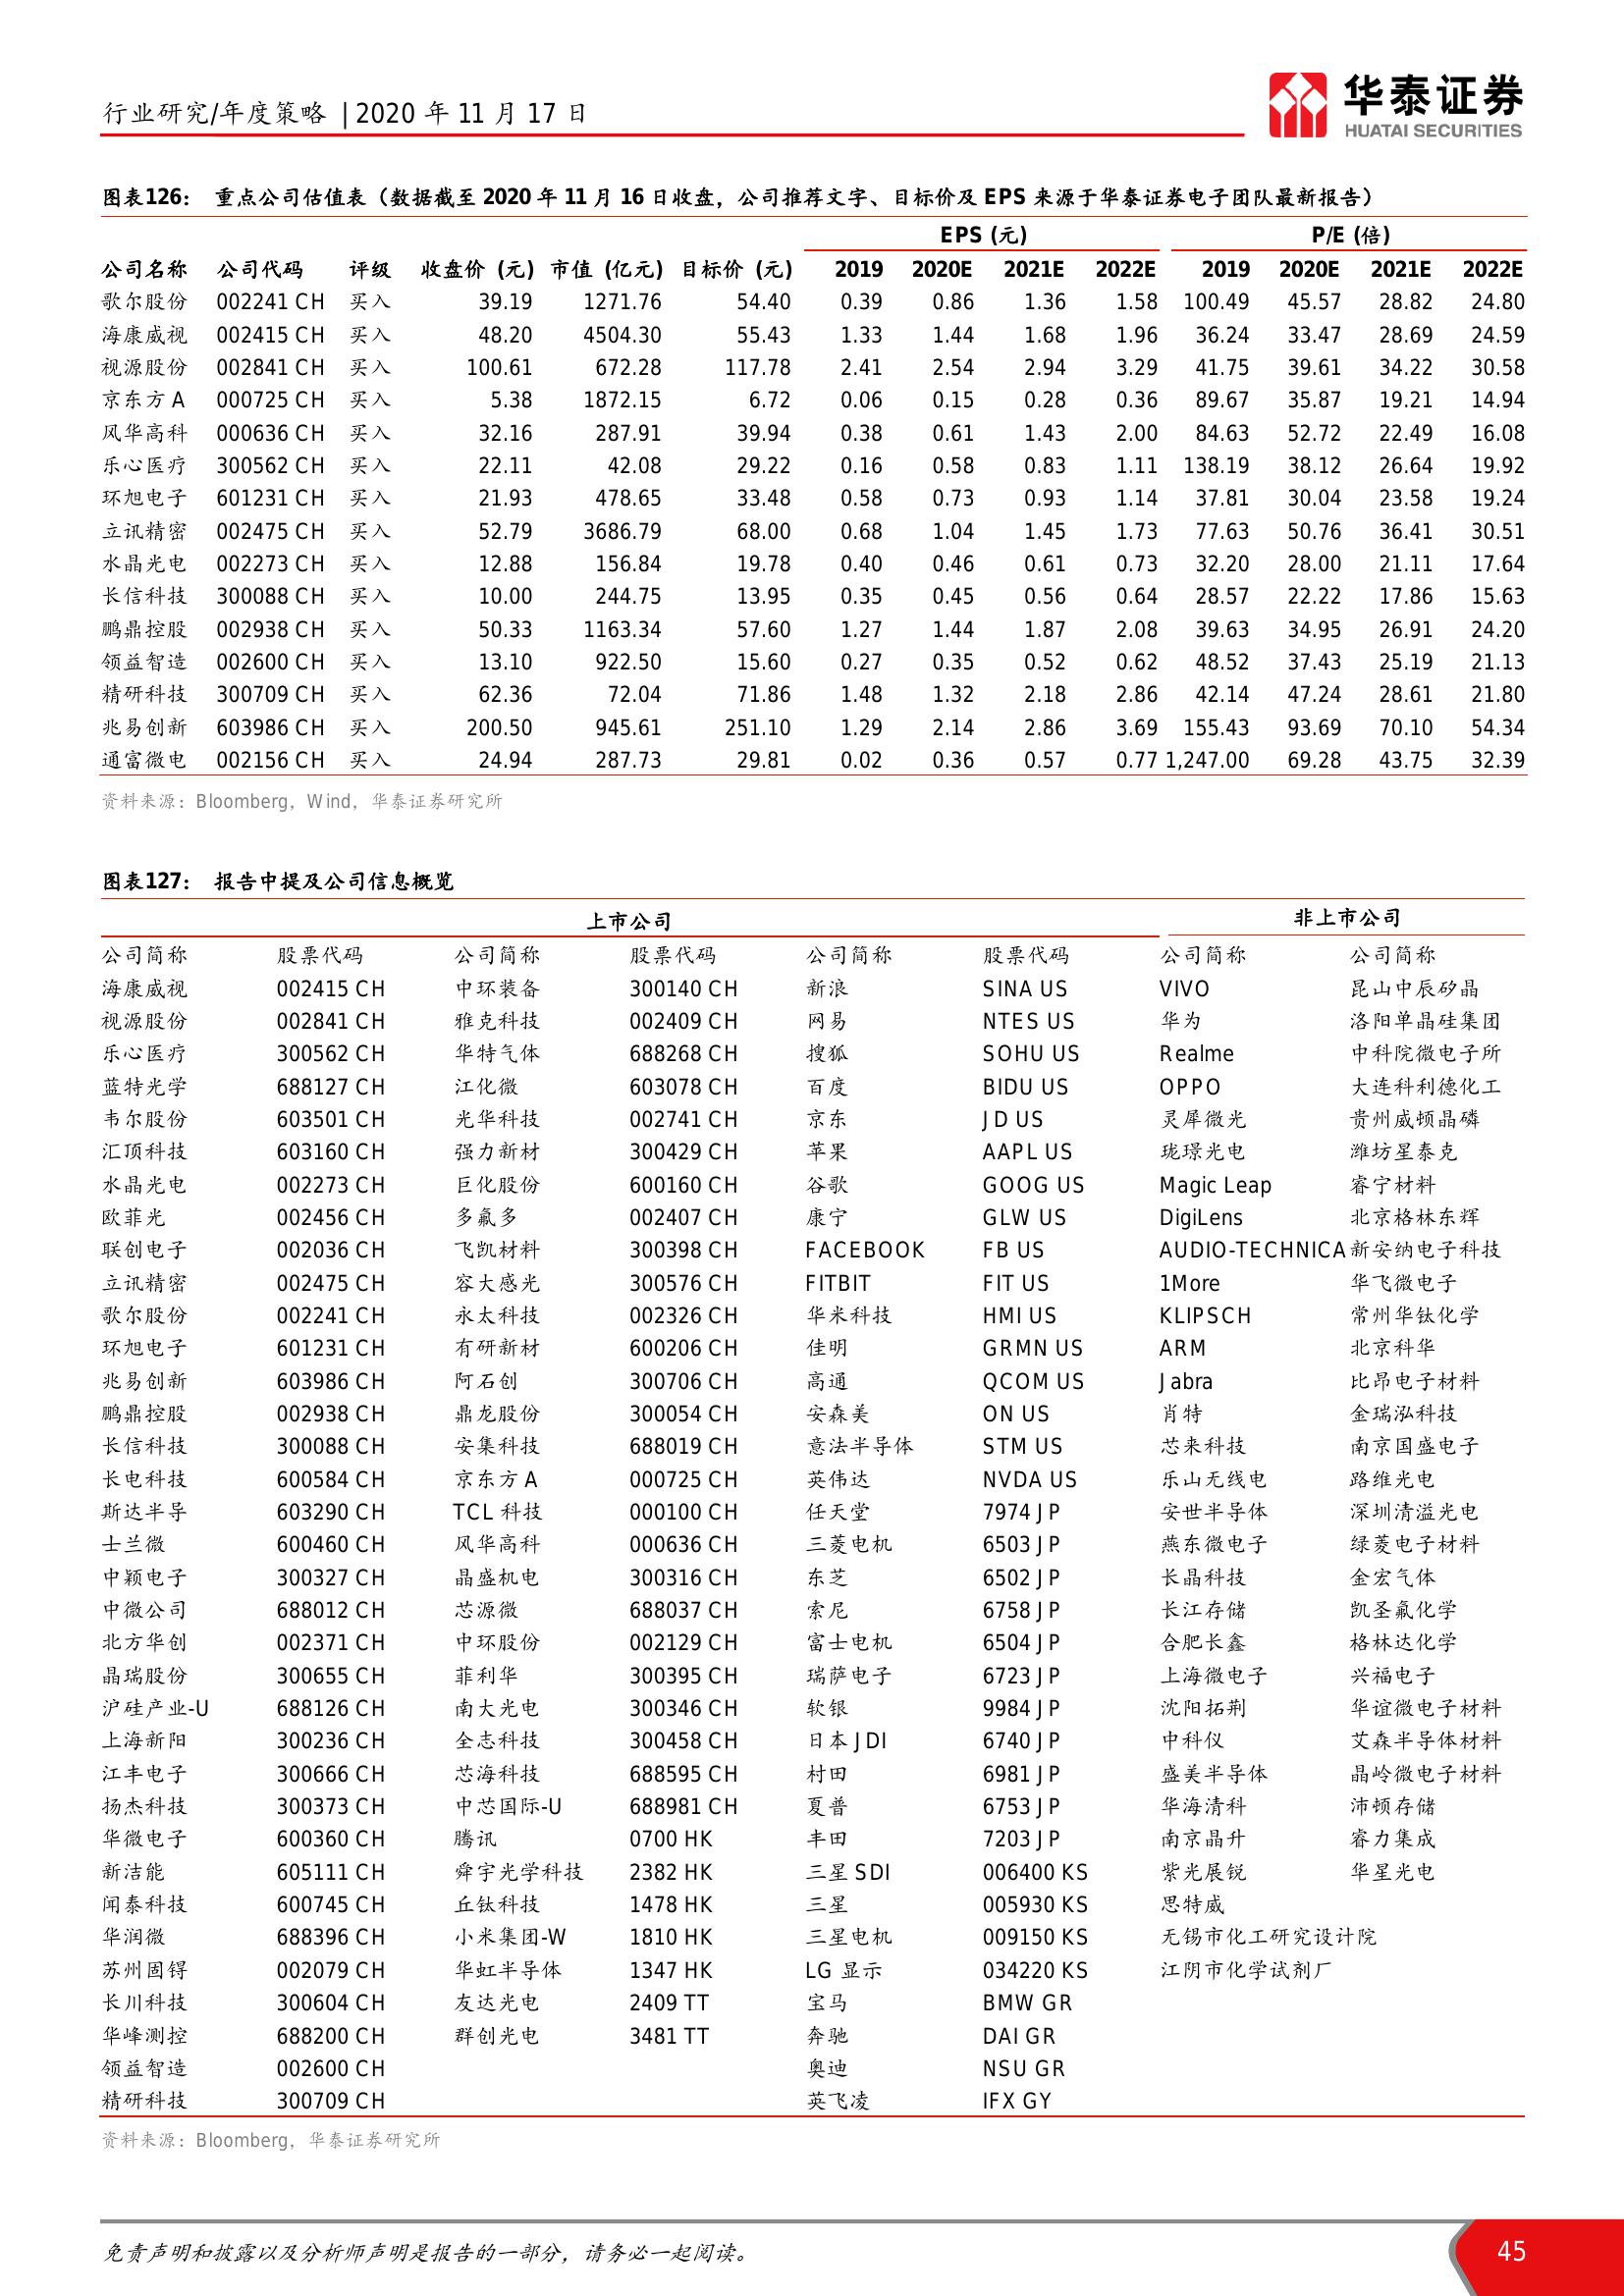 行业研究/年度策略 | 2020 年 11 月 17 日
华泰证券
HUATAI SECURITIES
图表126： 重点公司估值表（数据截至 2020 年 11 月 16 日收盘，公司推荐文字、目标价及 EPS 来源于华泰证券电子团队最新报告）
EPS (元) P/E (倍)
公司名称 公司代码 评级 收盘价 (元) 市值 (亿元) 目标价 (元) 2019 2020E 2021E 2022E 2019 2020E 2021E 2022E
歌尔股份 002241 CH 买入 39.19 1271.76 54.40 0.39 0.86 1.36 1.58 100.49 45.57 28.82 24.80
海康威视 002415 CH 买入 48.20 4504.30 55.43 1.33 1.44 1.68 1.96 36.24 33.47 28.69 24.59
视源股份 002841 CH 买入 100.61 672.28 117.78 2.41 2.54 2.94 3.29 41.75 39.61 34.22 30.58
京东方 A 000725 CH 买入 5.38 1872.15 6.72 0.06 0.15 0.28 0.36 89.67 35.87 19.21 14.94
风华高科 000636 CH 买入 32.16 287.91 39.94 0.38 0.61 1.43 2.00 84.63 52.72 22.49 16.08
乐心医疗 300562 CH 买入 22.11 42.08 29.22 0.16 0.58 0.83 1.11 138.19 38.12 26.64 19.92
环旭电子 601231 CH 买入 21.93 478.65 33.48 0.58 0.73 0.93 1.14 37.81 30.04 23.58 19.24
立讯精密 002475 CH 买入 52.79 3686.79 68.00 0.68 1.04 1.45 1.73 77.63 50.76 36.41 30.51
水晶光电 002273 CH 买入 12.88 156.84 19.78 0.40 0.46 0.61 0.73 32.20 28.00 21.11 17.64
长信科技 300088 CH 买入 10.00 244.75 13.95 0.35 0.45 0.56 0.64 28.57 22.22 17.86 15.63
鹏鼎控股 002938 CH 买入 50.33 1163.34 57.60 1.27 1.44 1.87 2.08 39.63 34.95 26.91 24.20
领益智造 002600 CH 买入 13.10 922.50 15.60 0.27 0.35 0.52 0.62 48.52 37.43 25.19 21.13
精研科技 300709 CH 买入 62.36 72.04 71.86 1.48 1.32 2.18 2.86 42.14 47.24 28.61 21.80
兆易创新 603986 CH 买入 200.50 945.61 251.10 1.29 2.14 2.86 3.69 155.43 93.69 70.10 54.34
通富微电 002156 CH 买入 24.94 287.73 29.81 0.02 0.36 0.57 0.77 1,247.00 69.28 43.75 32.39
资料来源：Bloomberg，Wind，华泰证券研究所
图表127： 报告中提及公司信息概览
上市公司 非上市公司
公司简称 股票代码 公司简称 股票代码 公司简称 股票代码 公司简称 公司简称
海康威视 002415 CH 中环装备 300140 CH 新浪 SINA US VIVO 昆山中辰矽晶
视源股份 002841 CH 雅克科技 002409 CH 网易 NTES US 华为 洛阳单晶硅集团
乐心医疗 300562 CH 华特气体 688268 CH 搜狐 SOHU US Realme 中科院微电子所
蓝特光学 688127 CH 江化微 603078 CH 百度 BIDU US OPPO 大连科利德化工
韦尔股份 603501 CH 光华科技 002741 CH 京东 JD US 灵犀微光 贵州威顿晶磷
汇顶科技 603160 CH 强力新材 300429 CH 苹果 AAPL US 珑璟光电 潍坊星泰克
水晶光电 002273 CH 巨化股份 600160 CH 谷歌 GOOG US Magic Leap 睿宁材料
欧菲光 002456 CH 多氟多 002407 CH 康宁 GLW US DigiLens 北京格林东辉
联创电子 002036 CH 飞凯材料 300398 CH FACEBOOK FB US AUDIO-TECHNICA 新安纳电子科技
立讯精密 002475 CH 容大感光 300576 CH FITBIT FIT US 1More 华飞微电子
歌尔股份 002241 CH 永太科技 002326 CH 华米科技 HMI US KLIPSCH 常州华钛化学
环旭电子 601231 CH 有研新材 600206 CH 佳明 GRMN US ARM 北京科华
兆易创新 603986 CH 阿石创 300706 CH 高通 QCOM US Jabra 比昂电子材料
鹏鼎控股 002938 CH 鼎龙股份 300054 CH 安森美 ON US 肖特 金瑞泓科技
长信科技 300088 CH 安集科技 688019 CH 意法半导体 STM US 芯来科技 南京国盛电子
长电科技 600584 CH 京东方 A 000725 CH 英伟达 NVDA US 乐山无线电 路维光电
斯达半导 603290 CH TCL 科技 000100 CH 任天堂 7974 JP 安世半导体 深圳清溢光电
士兰微 600460 CH 风华高科 000636 CH 三菱电机 6503 JP 燕东微电子 绿菱电子材料
中颖电子 300327 CH 晶盛机电 300316 CH 东芝 6502 JP 长晶科技 金宏气体
中微公司 688012 CH 芯源微 688037 CH 索尼 6758 JP 长江存储 凯圣氟化学
北方华创 002371 CH 中环股份 002129 CH 富士电机 6504 JP 合肥长鑫 格林达化学
晶瑞股份 300655 CH 菲利华 300395 CH 瑞萨电子 6723 JP 上海微电子 兴福电子
沪硅产业-U 688126 CH 南大光电 300346 CH 软银 9984 JP 沈阳拓荆 华谊微电子材料
上海新阳 300236 CH 全志科技 300458 CH 日本 JDI 6740 JP 中科仪 艾森半导体材料
江丰电子 300666 CH 芯海科技 688595 CH 村田 6981 JP 盛美半导体 晶岭微电子材料
扬杰科技 300373 CH 中芯国际-U 688981 CH 夏普 6753 JP 华海清科 沛顿存储
华微电子 600360 CH 腾讯 0700 HK 丰田 7203 JP 南京晶升 睿力集成
新洁能 605111 CH 舜宇光学科技 2382 HK 三星 SDI 006400 KS 紫光展锐 华星光电
闻泰科技 600745 CH 丘钛科技 1478 HK 三星 005930 KS 思特威
华润微 688396 CH 小米集团-W 1810 HK 三星电机 009150 KS 无锡市化工研究设计院
苏州固锝 002079 CH 华虹半导体 1347 HK LG 显示 034220 KS 江阴市化学试剂厂
长川科技 300604 CH 友达光电 2409 TT 宝马 BMW GR
华峰测控 688200 CH 群创光电 3481 TT 奔驰 DAI GR
领益智造 002600 CH 奥迪 NSU GR
精研科技 300709 CH 英飞凌 IFX GY
资料来源：Bloomberg，华泰证券研究所
免责声明和披露以及分析师声明是报告的一部分，请务必一起阅读。 45